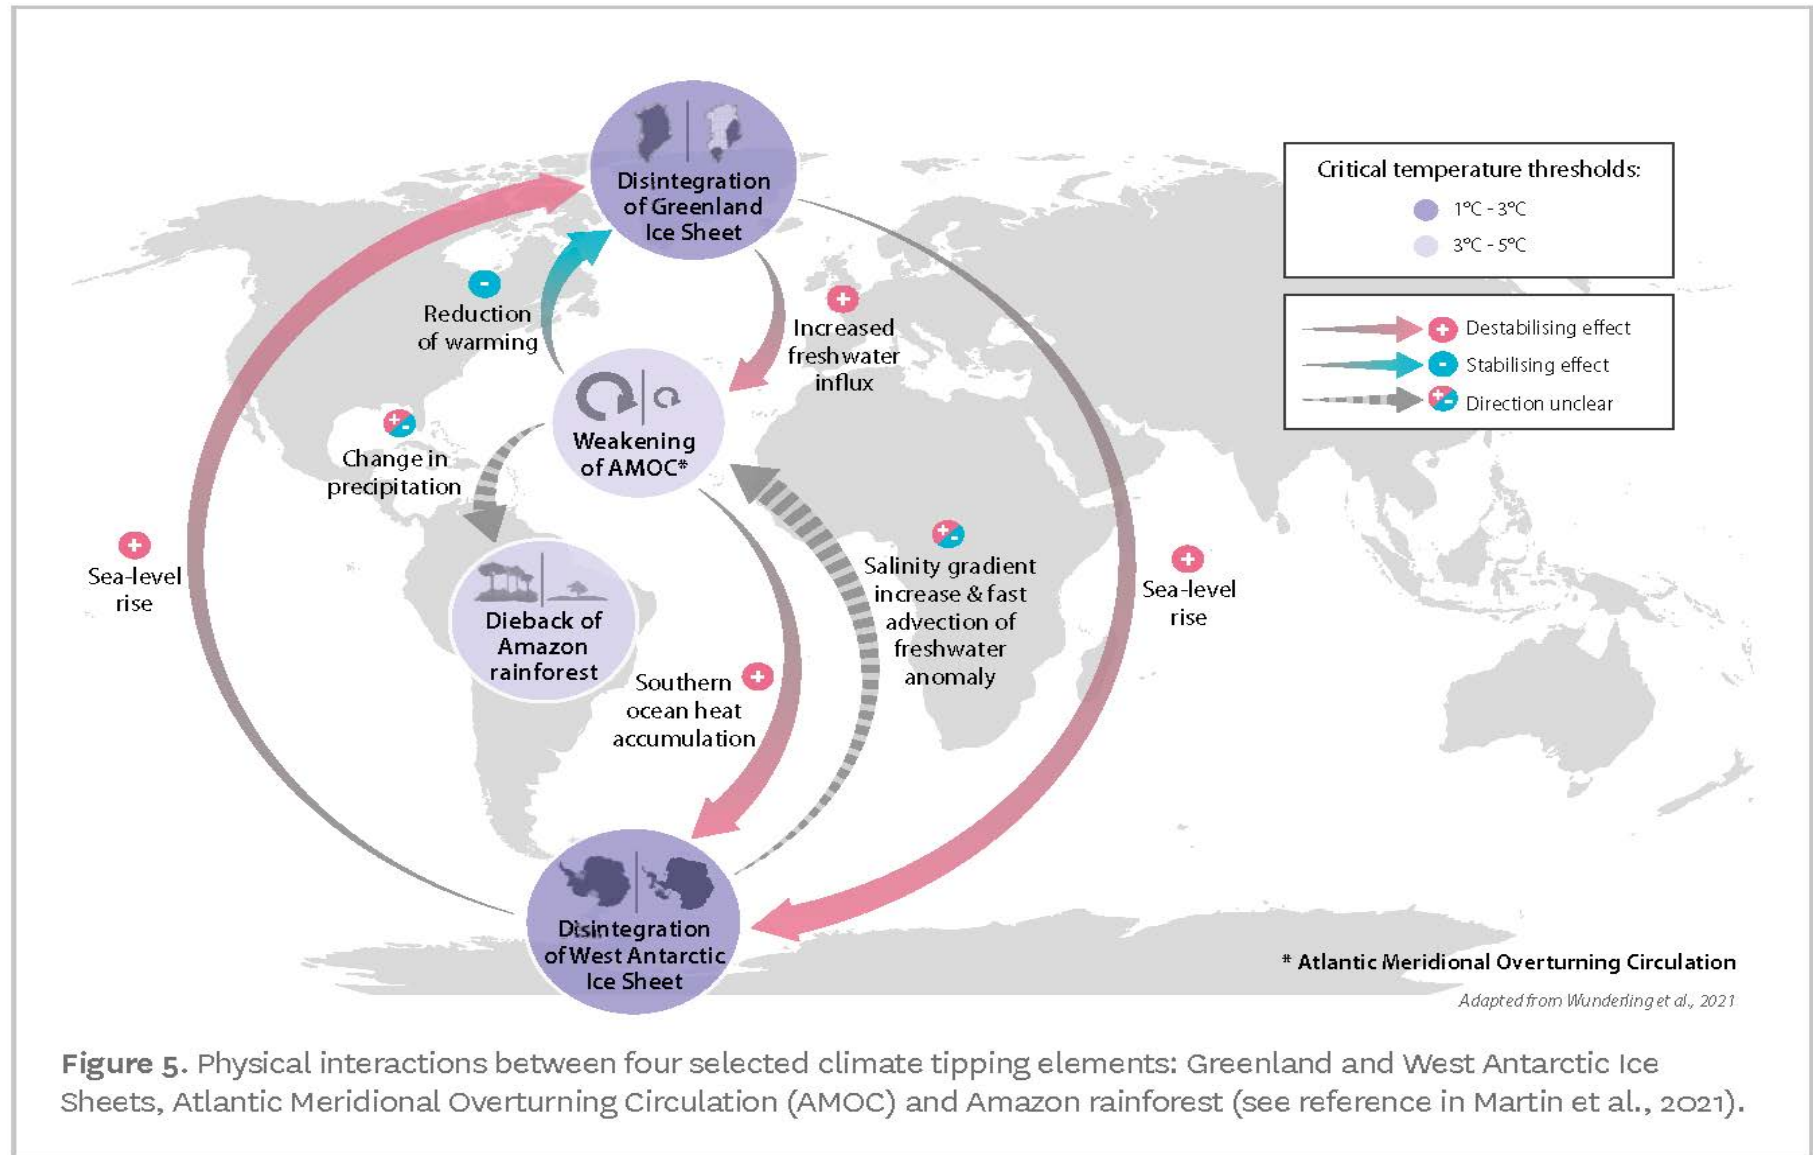 Disintegration
of Greenland
Ice Sheet
Critical temperature thresholds:
1°C - 3°C
3°C - 5°C
+ Destabilising effect
- Stabilising effect
+- Direction unclear
-
Reduction
of warming
+
Increased
freshwater
influx
Weakening
of AMOC#
+-
Change in
precipitation
+
Sea-level
rise
Dieback of
Amazon
rainforest
+-
Salinity gradient
increase & fast
advection of
freshwater
anomaly
+
Sea-level
rise
+
Southern
ocean heat
accumulation
Disintegration
of West Antarctic
Ice Sheet
# Atlantic Meridional Overturning Circulation
Adapted from Wunderling et al., 2021
Figure 5. Physical interactions between four selected climate tipping elements: Greenland and West Antarctic Ice
Sheets, Atlantic Meridional Overturning Circulation (AMOC) and Amazon rainforest (see reference in Martin et al., 2021).